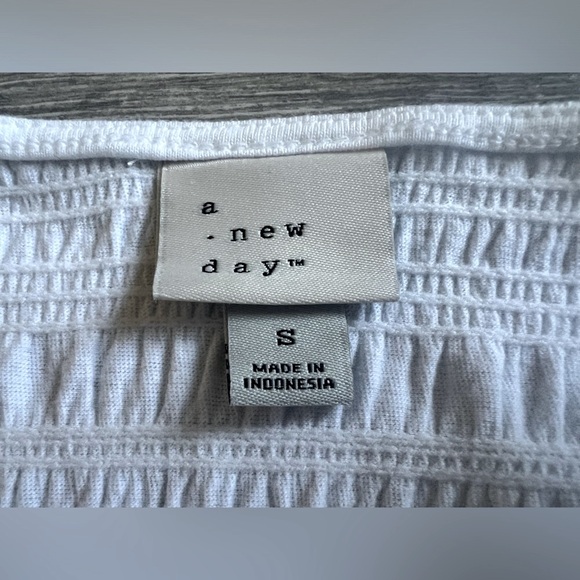 a
. new
day™
S
MADE IN
INDONESIA